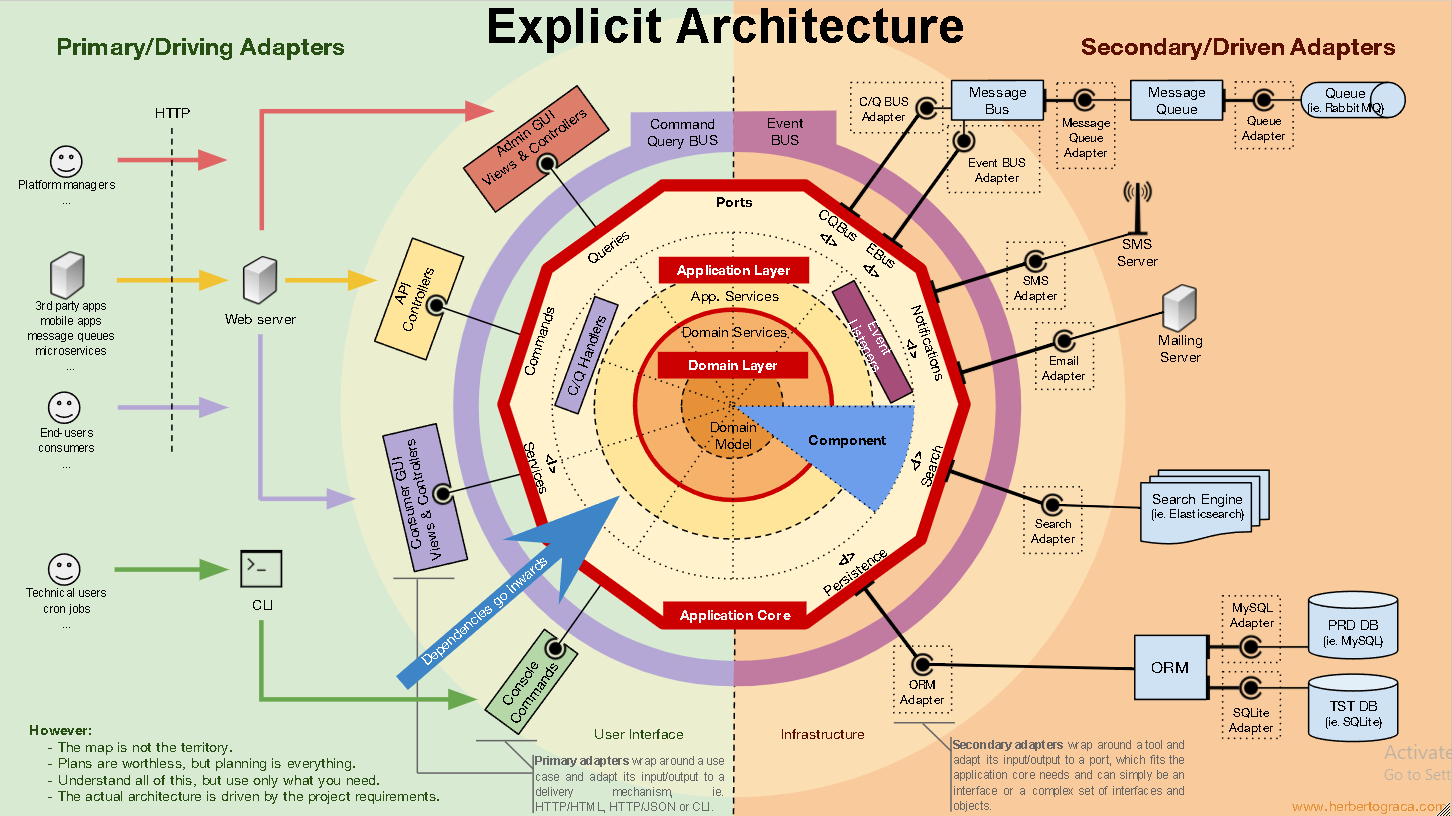 Explicit Architecture
Primary/Driving Adapters
Secondary/Driven Adapters
HTTP
Platform managers
...
3rd party apps
mobile apps
message queues
microservices
...
End-users
consumers
...
Technical users
cron jobs
...
Web server
CLI
Admin GUI
Views & Controllers
API
Controllers
Consumer GUI
Views & Controllers
Console
Commands
Command
Query BUS
Event
BUS
Ports
Queries
Commands
Services
</>
CQBus
</>
EBus
</>
Notifications
</>
Search
</>
Persistence
</>
Application Layer
App. Services
Domain Services
Domain Layer
Domain
Model
C/Q Handlers
Event
Listeners
Component
Application Core
Dependencies go inwards
C/Q BUS
Adapter
Message
Bus
Message
Queue
Adapter
Message
Queue
Queue
Adapter
Queue
(ie. RabbitMQ)
Event BUS
Adapter
SMS
Adapter
SMS
Server
Email
Adapter
Mailing
Server
Search
Adapter
Search Engine
(ie. Elasticsearch)
ORM
Adapter
ORM
MySQL
Adapter
PRD DB
(ie. MySQL)
SQLite
Adapter
TST DB
(ie. SQLite)
User Interface
Infrastructure
However:
- The map is not the territory.
- Plans are worthless, but planning is everything.
- Understand all of this, but use only what you need.
- The actual architecture is driven by the project requirements.
Primary adapters wrap around a use
case and adapt its input/output to a
delivery mechanism, ie.
HTTP/HTML, HTTP/JSON or CLI.
Secondary adapters wrap around a tool and
adapt its input/output to a port, which fits the
application core needs and can simply be an
interface or a complex set of interfaces and
objects.
Activate
Go to Sett
www.herbertograca.com